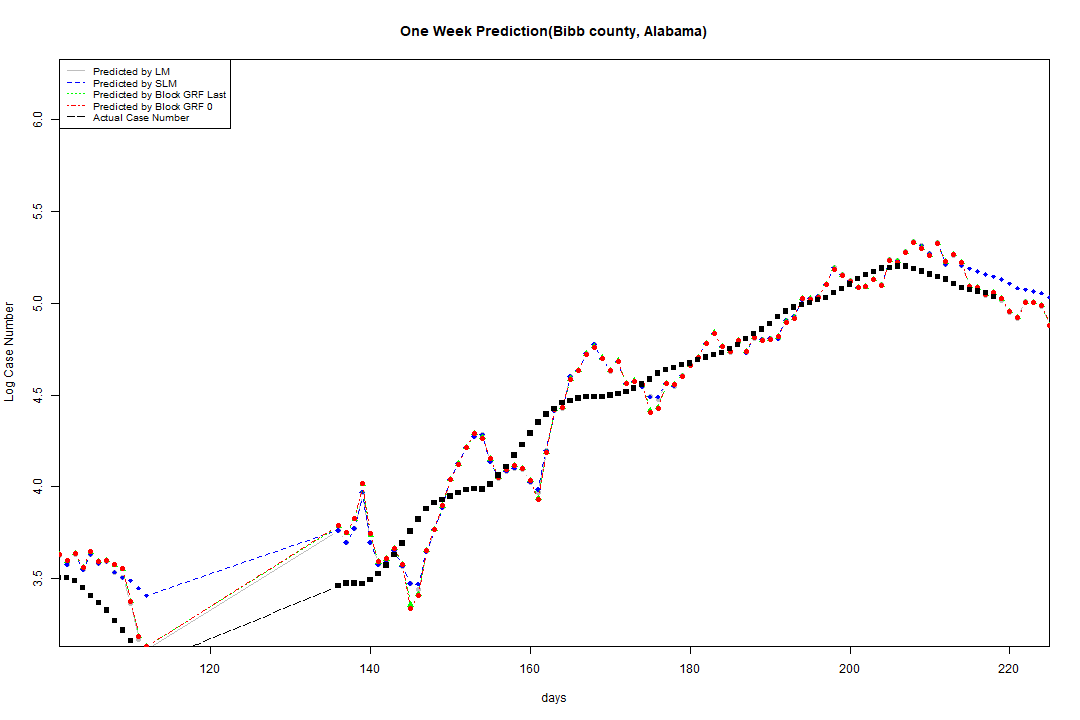 One Week Prediction(Bibb county, Alabama)
Predicted by LM
Predicted by SLM
Predicted by Block GRF Last
Predicted by Block GRF 0
Actual Case Number
6.0
5.5
5.0
4.5
4.0
3.5
Log Case Number
120 140 160 180 200 220
days